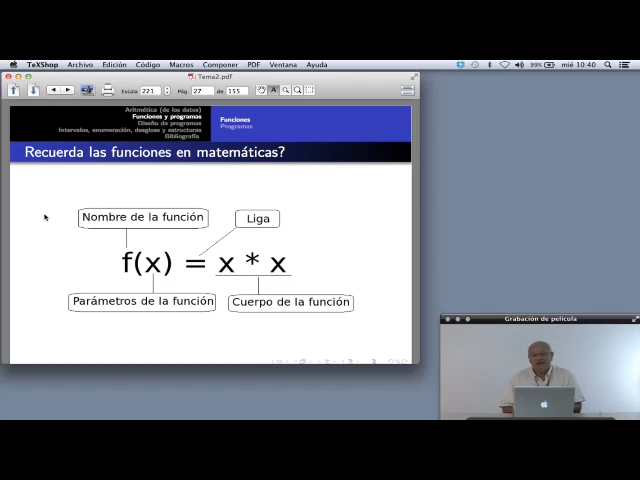 TeXShop Archivo Edición Código Macros Componer PDF Ventana Ayuda 99% mié 10:40
Tema2.pdf
Escala 221 Pág. 27 de 155 A
Aritmética (de los datos)
Funciones y programas
Diseño de programas
Intervalos, enumeración, desglose y estructuras
Bibliografía
Funciones
Programas
Recuerda las funciones en matemáticas?
Nombre de la función
Liga
f(x) = x * x
Parámetros de la función
Cuerpo de la función
Grabación de película